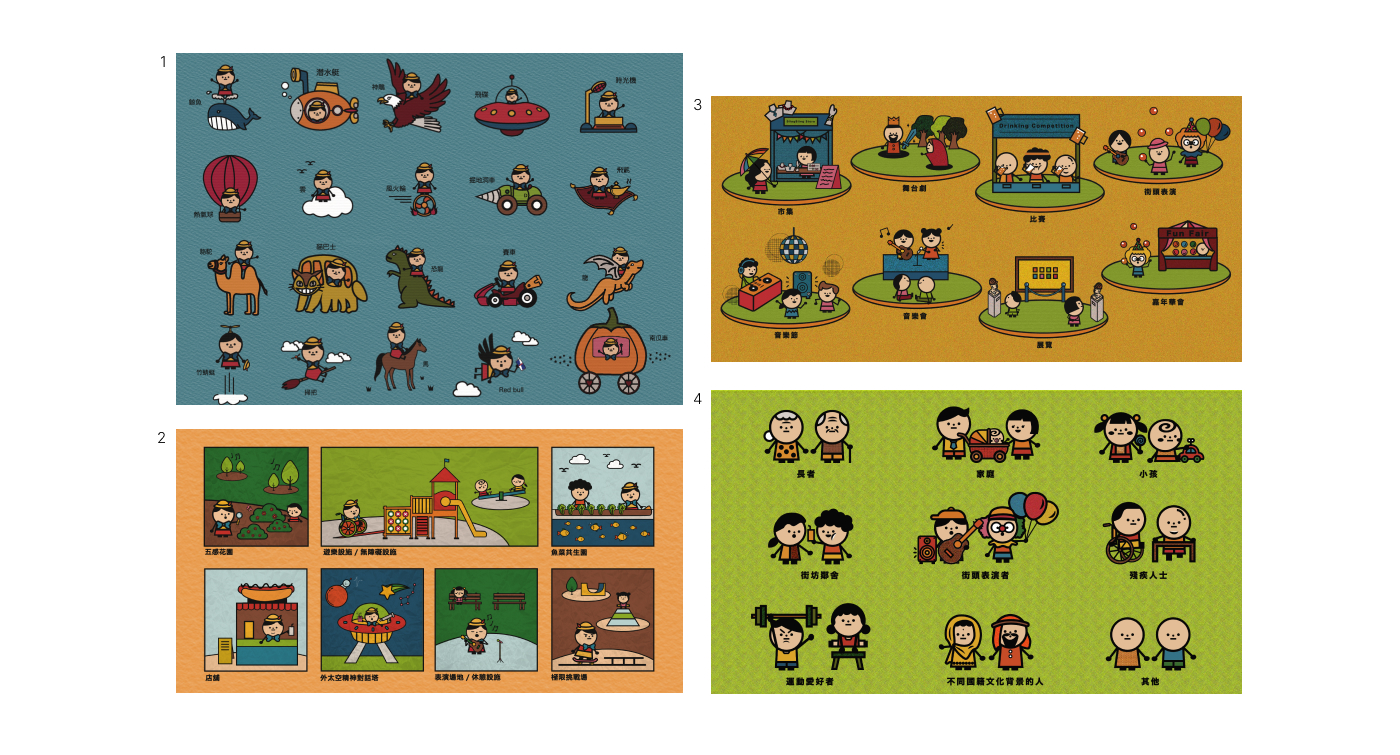 1
鯨魚
潛水艇
神鵰
飛碟
時光機
熱氣球
雲
風火輪
掘地洞車
飛氈
駱駝
貓巴士
恐龍
賽車
龍
竹蜻蜓
掃把
馬
Red bull
南瓜車
2
五感花園
遊樂設施 / 無障礙設施
魚菜共生園
店舖
外太空精神對話塔
表演場地 / 休憩設施
極限挑戰場
3
市集
舞台劇
Drinking Competition
比賽
街頭表演
音樂節
音樂會
展覽
Fun Fair
嘉年華會
4
長者
家庭
小孩
街坊鄰舍
街頭表演者
殘疾人士
運動愛好者
不同國籍文化背景的人
其他